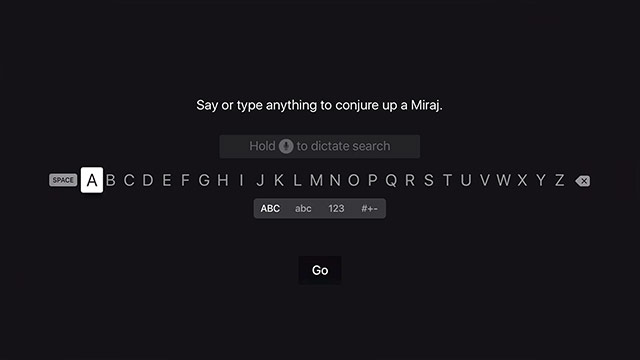 Say or type anything to conjure up a Miraj.
Hold to dictate search
SPACE A B C D E F G H I J K L M N O P Q R S T U V W X Y Z
ABC abc 123 #+-
Go